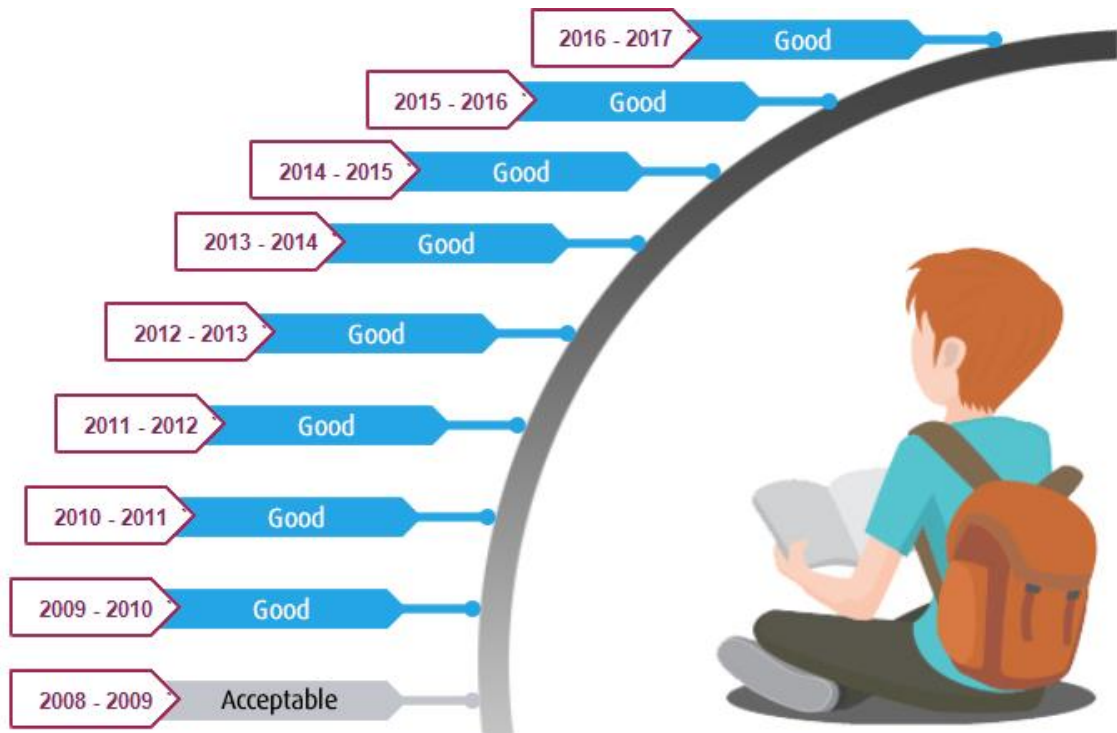 2016 - 2017 Good
2015 - 2016 Good
2014 - 2015 Good
2013 - 2014 Good
2012 - 2013 Good
2011 - 2012 Good
2010 - 2011 Good
2009 - 2010 Good
2008 - 2009 Acceptable